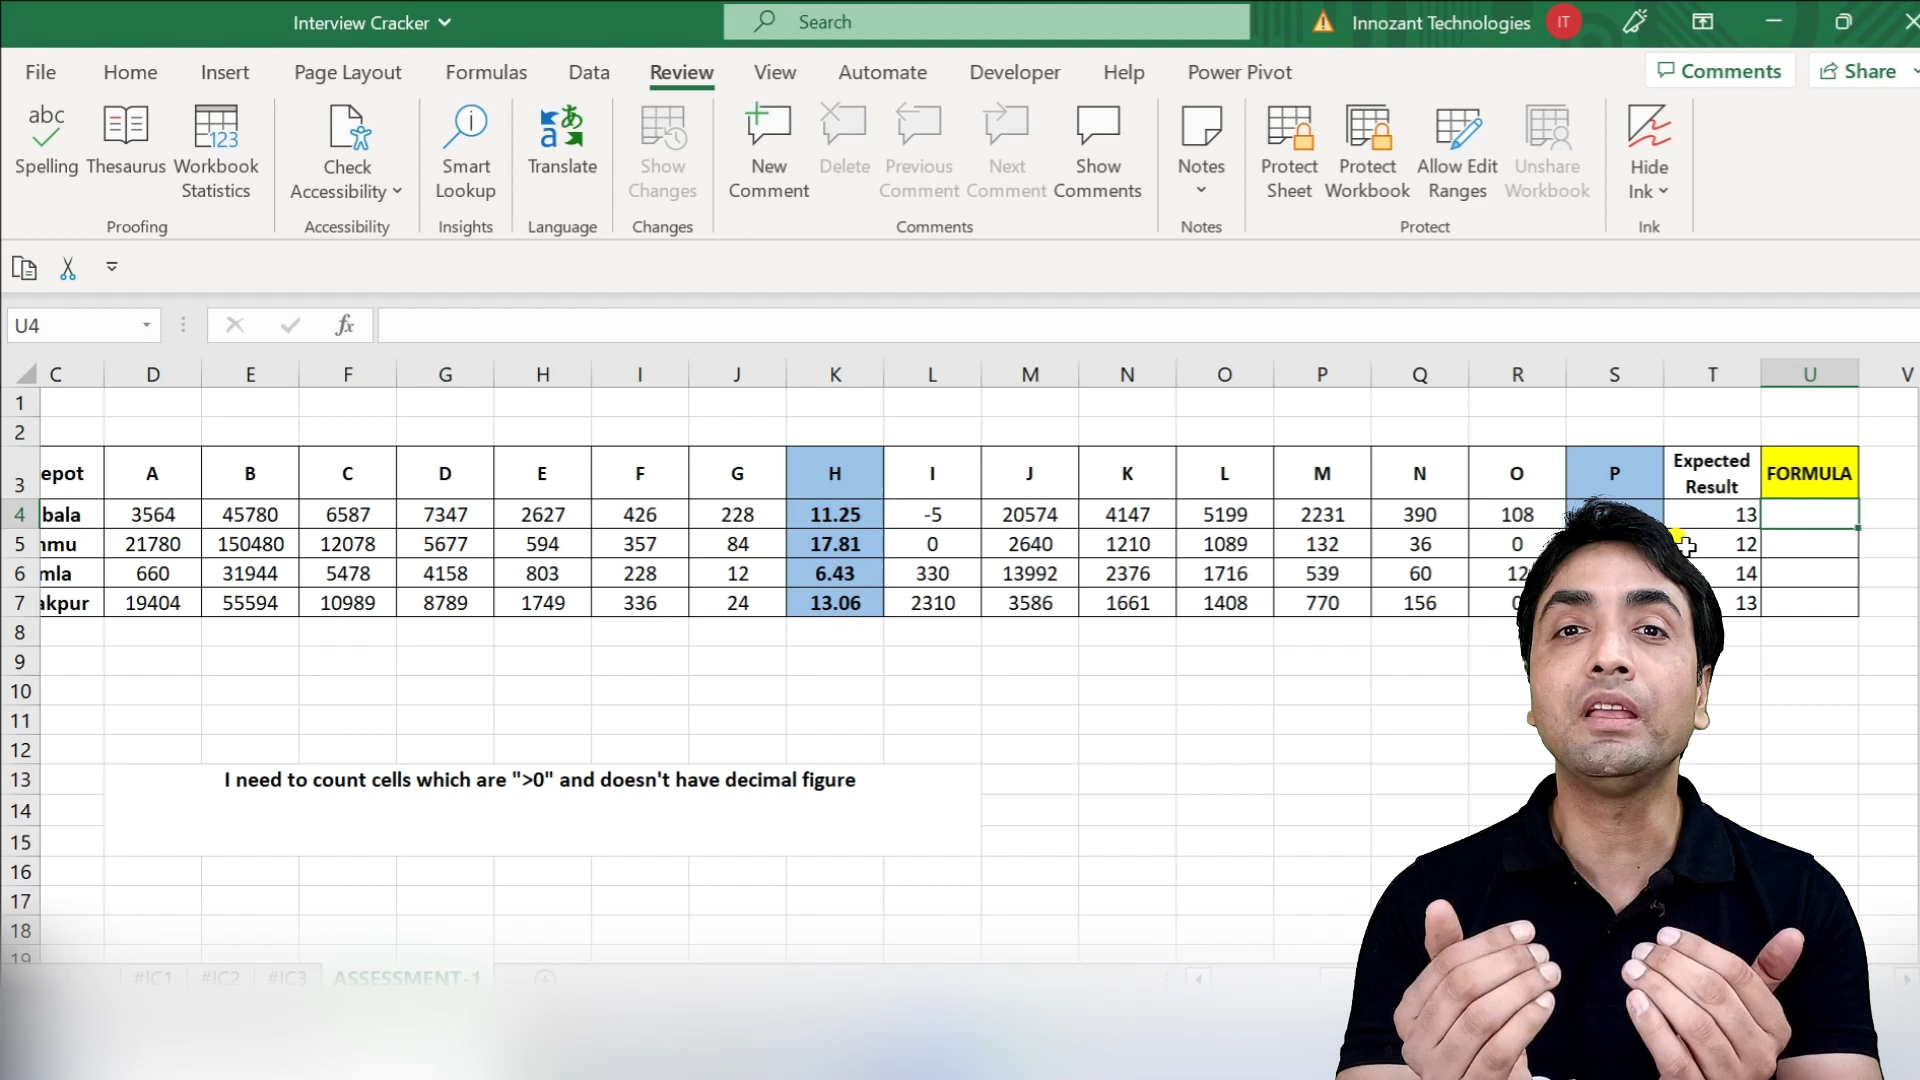 Interview Cracker
Search
Innozant Technologies
IT
File Home Insert Page Layout Formulas Data Review View Automate Developer Help Power Pivot
Comments
Share
abc
Spelling
Thesaurus
123
Workbook Statistics
Check Accessibility
Smart Lookup
Translate
Show Changes
New Comment
Delete
Previous Comment
Next Comment
Show Comments
Notes
Protect Sheet
Protect Workbook
Allow Edit Ranges
Unshare Workbook
Hide Ink
Proofing Accessibility Insights Language Changes Comments Notes Protect Ink
U4
fx
C D E F G H I J K L M N O P Q R S T U V
1
2
3 epot A B C D E F G H I J K L M N O P Expected Result FORMULA
4 bala 3564 45780 6587 7347 2627 426 228 11.25 -5 20574 4147 5199 2231 390 108 13
5 nmu 21780 150480 12078 5677 594 357 84 17.81 0 2640 1210 1089 132 36 0 12
6 mla 660 31944 5478 4158 803 228 12 6.43 330 13992 2376 1716 539 60 12 14
7 akpur 19404 55594 10989 8789 1749 336 24 13.06 2310 3586 1661 1408 770 156 13
8
9
10
11
12
13 I need to count cells which are ">0" and doesn't have decimal figure
14
15
16
17
18
19
#IC1 #IC2 #IC3 ASSESSMENT-1